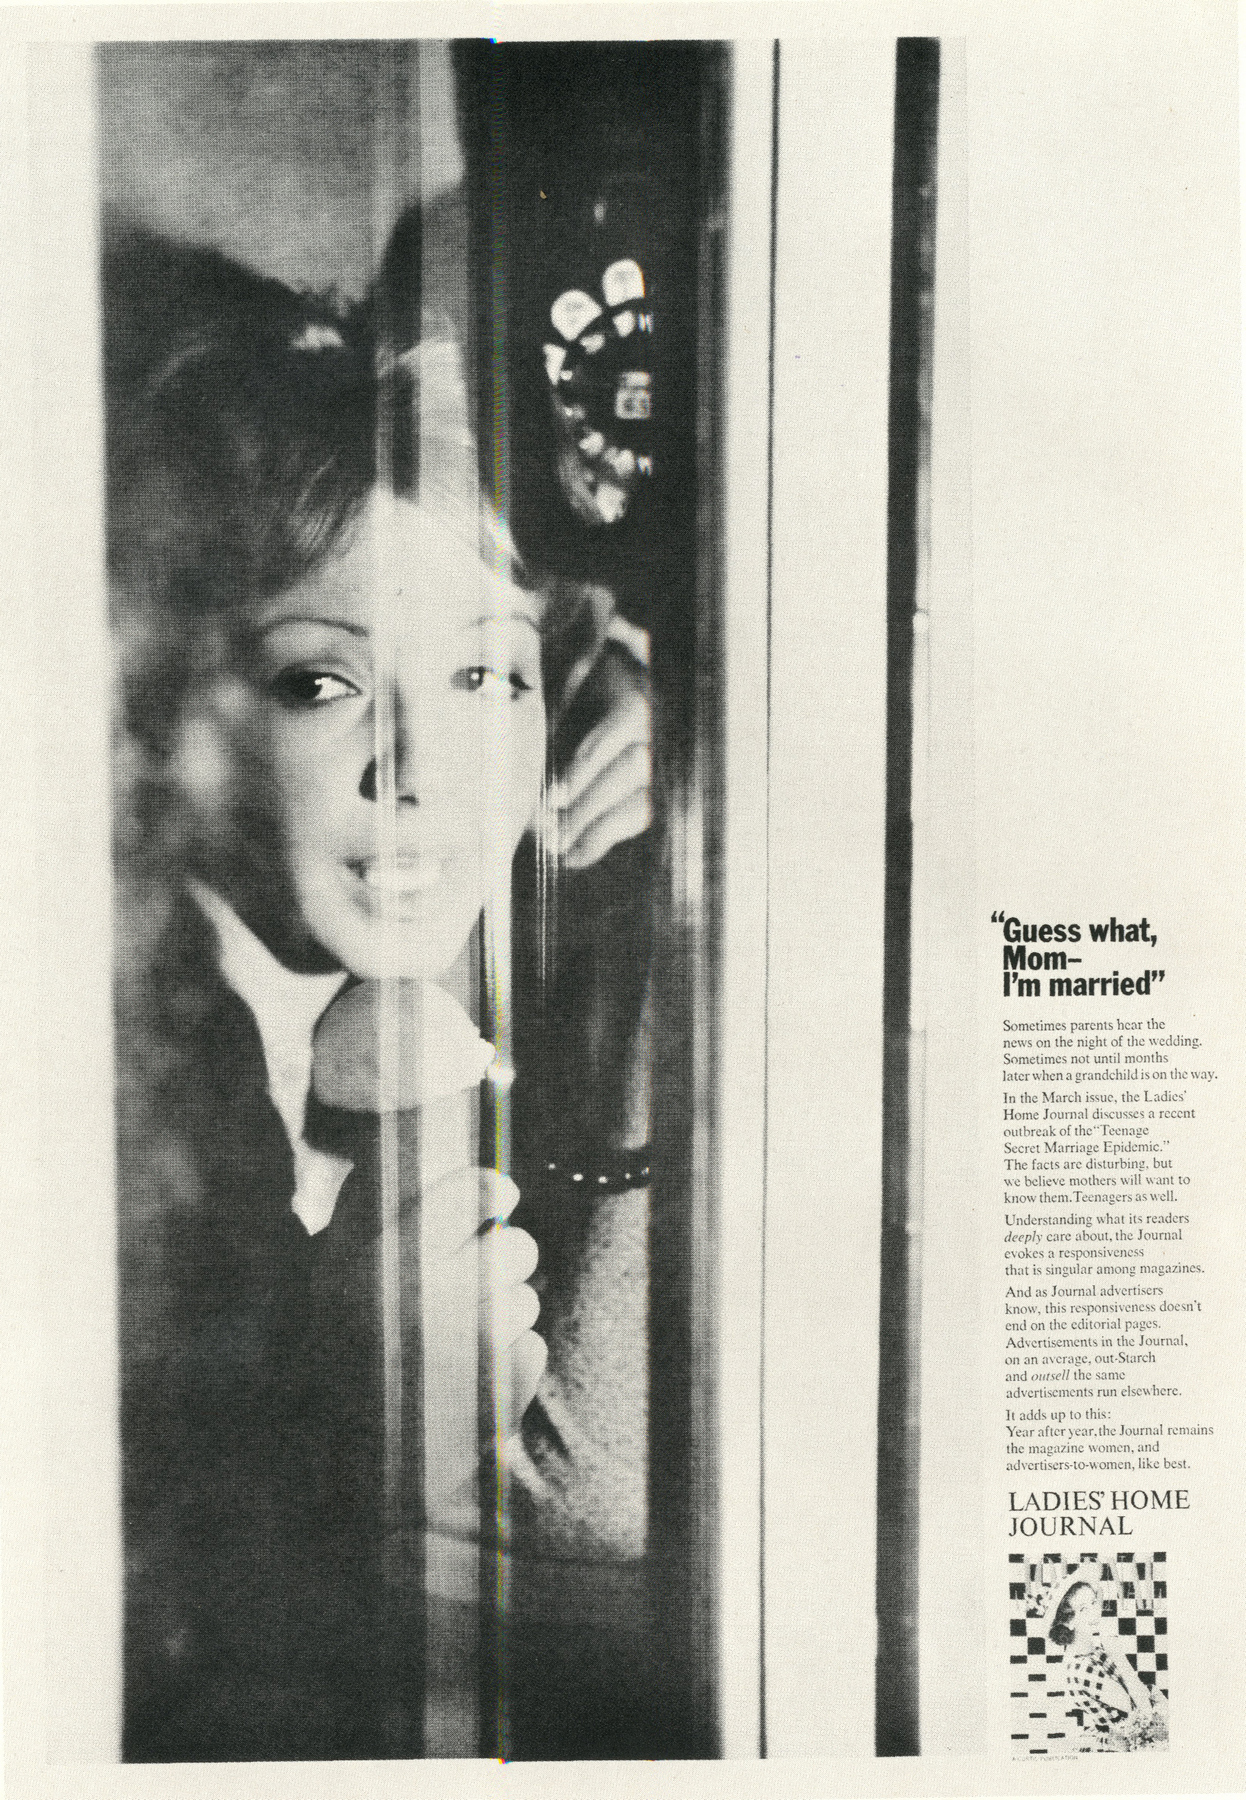 “Guess what,
Mom–
I’m married”
Sometimes parents hear the
news on the night of the wedding.
Sometimes not until months
later when a grandchild is on the way.
In the March issue, the Ladies’
Home Journal discusses a recent
outbreak of the “Teenage
Secret Marriage Epidemic.”
The facts are disturbing, but
we believe mothers will want to
know them. Teenagers as well.
Understanding what its readers
deeply care about, the Journal
evokes a responsiveness
that is singular among magazines.
And as Journal advertisers
know, this responsiveness doesn’t
end on the editorial pages.
Advertisements in the Journal,
on an average, out-Starch
and outsell the same
advertisements run elsewhere.
It adds up to this:
Year after year, the Journal remains
the magazine women, and
advertisers-to-women, like best.
LADIES’ HOME
JOURNAL
A CURTIS PUBLICATION